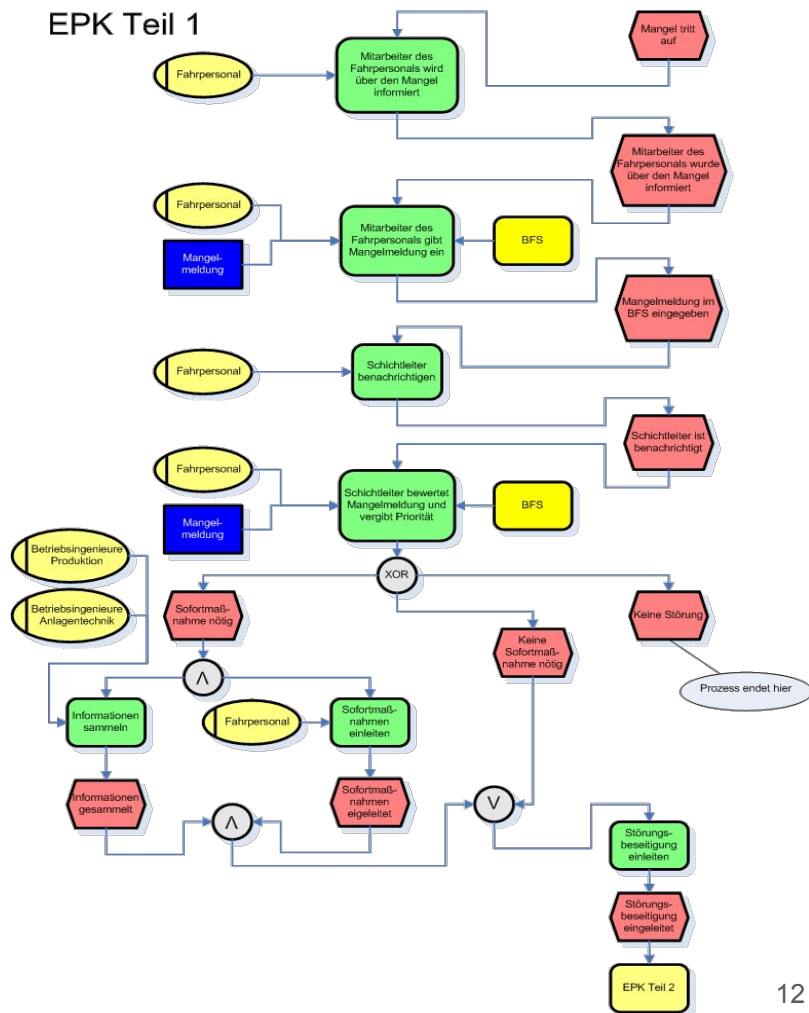 EPK Teil 1
Mangel tritt
auf
Fahrpersonal
Mitarbeiter des
Fahrpersonals wird
über den Mangel
informiert
Mitarbeiter des
Fahrpersonals wurde
über den Mangel
informiert
Fahrpersonal
Mangel-
meldung
Mitarbeiter des
Fahrpersonals gibt
Mangelmeldung ein
BFS
Mangelmeldung im
BFS eingegeben
Fahrpersonal
Schichtleiter
benachrichtigen
Schichtleiter ist
benachrichtigt
Fahrpersonal
Mangel-
meldung
Schichtleiter bewertet
Mangelmeldung und
vergibt Priorität
BFS
Betriebsingenieure
Produktion
Betriebsingenieure
Anlagentechnik
XOR
Sofortmaß-
nahme nötig
Keine
Sofortmaß-
nahme nötig
Keine Störung
Prozess endet hier
Λ
Informationen
sammeln
Fahrpersonal
Sofortmaß-
nahmen
einleiten
Informationen
gesammelt
Sofortmaß-
nahmen
eigeleitet
Λ
V
Störungs-
beseitigung
einleiten
Störungs-
beseitigung
eingeleitet
EPK Teil 2
12